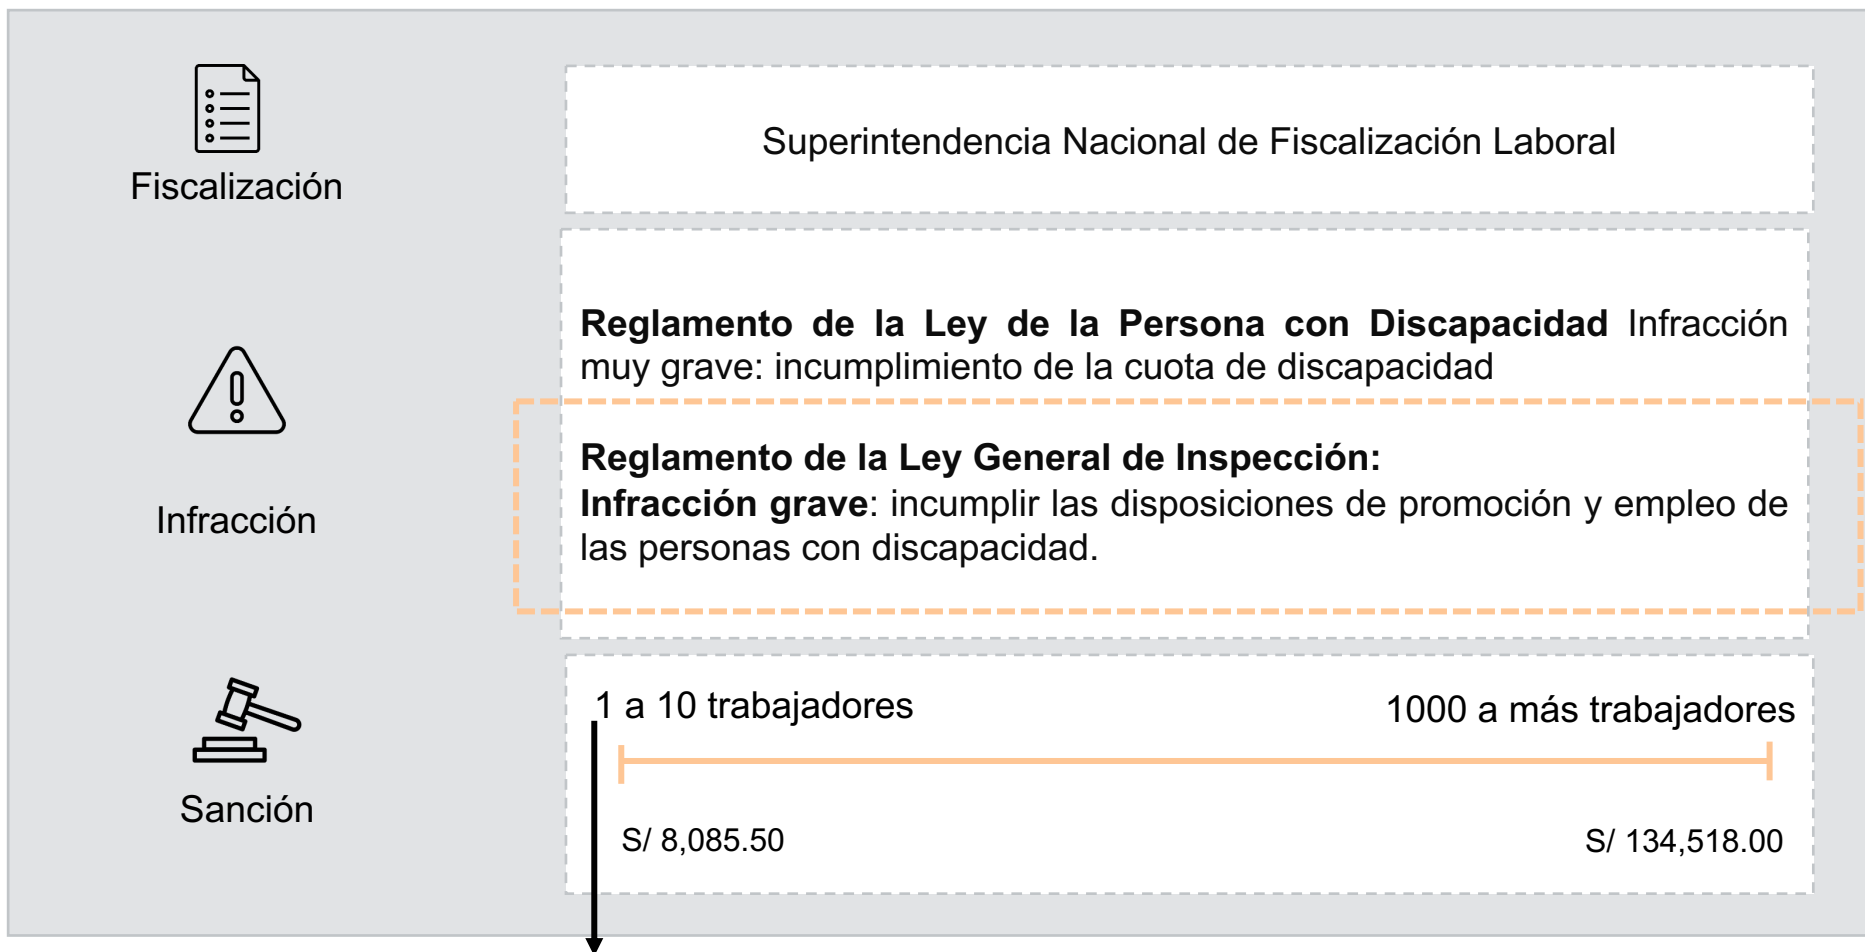 Fiscalización
Superintendencia Nacional de Fiscalización Laboral
Infracción
Reglamento de la Ley de la Persona con Discapacidad Infracción
muy grave: incumplimiento de la cuota de discapacidad
Reglamento de la Ley General de Inspección:
Infracción grave: incumplir las disposiciones de promoción y empleo de
las personas con discapacidad.
Sanción
1 a 10 trabajadores
1000 a más trabajadores
S/ 8,085.50
S/ 134,518.00